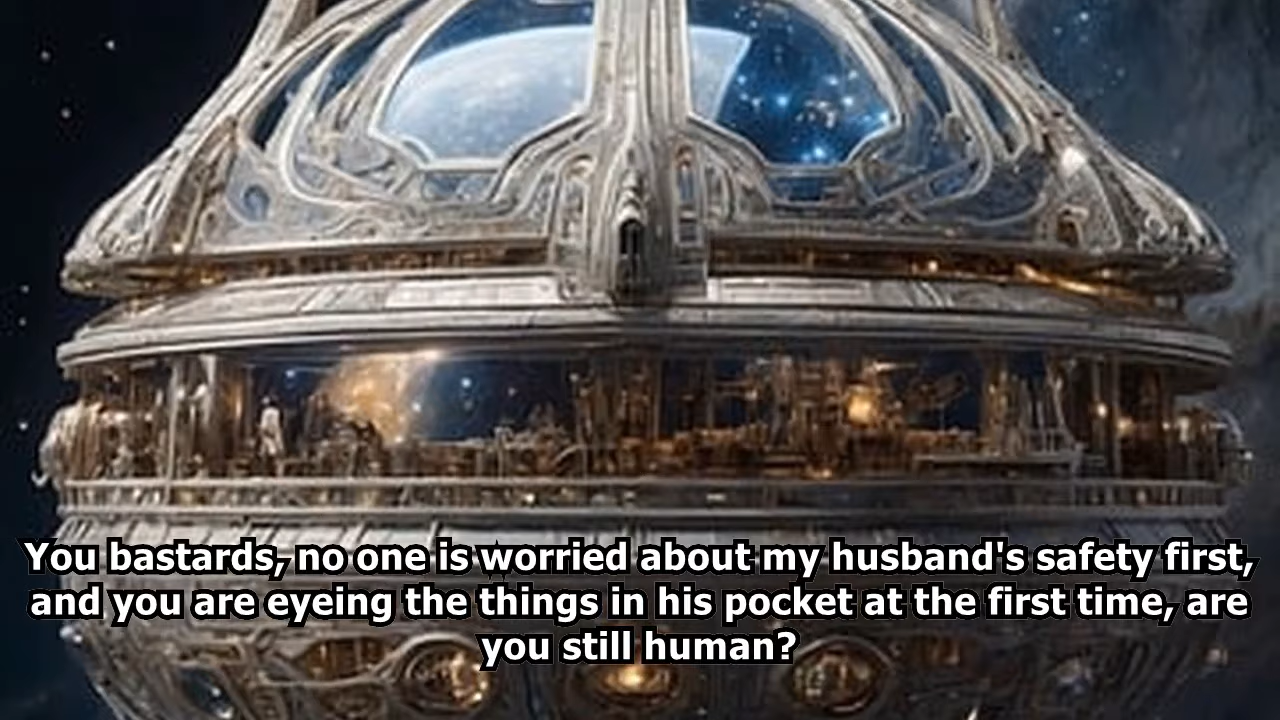 You bastards, no one is worried about my husband's safety first,
and you are eyeing the things in his pocket at the first time, are
you still human?